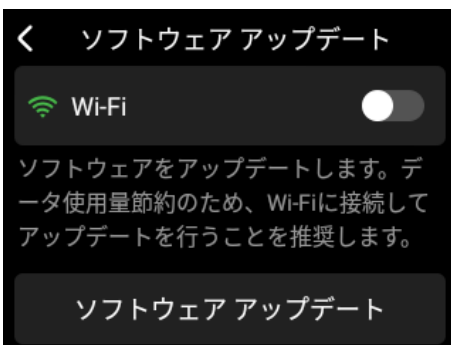 ソフトウェア アップデート
Wi-Fi
ソフトウェアをアップデートします。デ
ータ使用量節約のため、Wi-Fiに接続して
アップデートを行うことを推奨します。
ソフトウェア アップデート